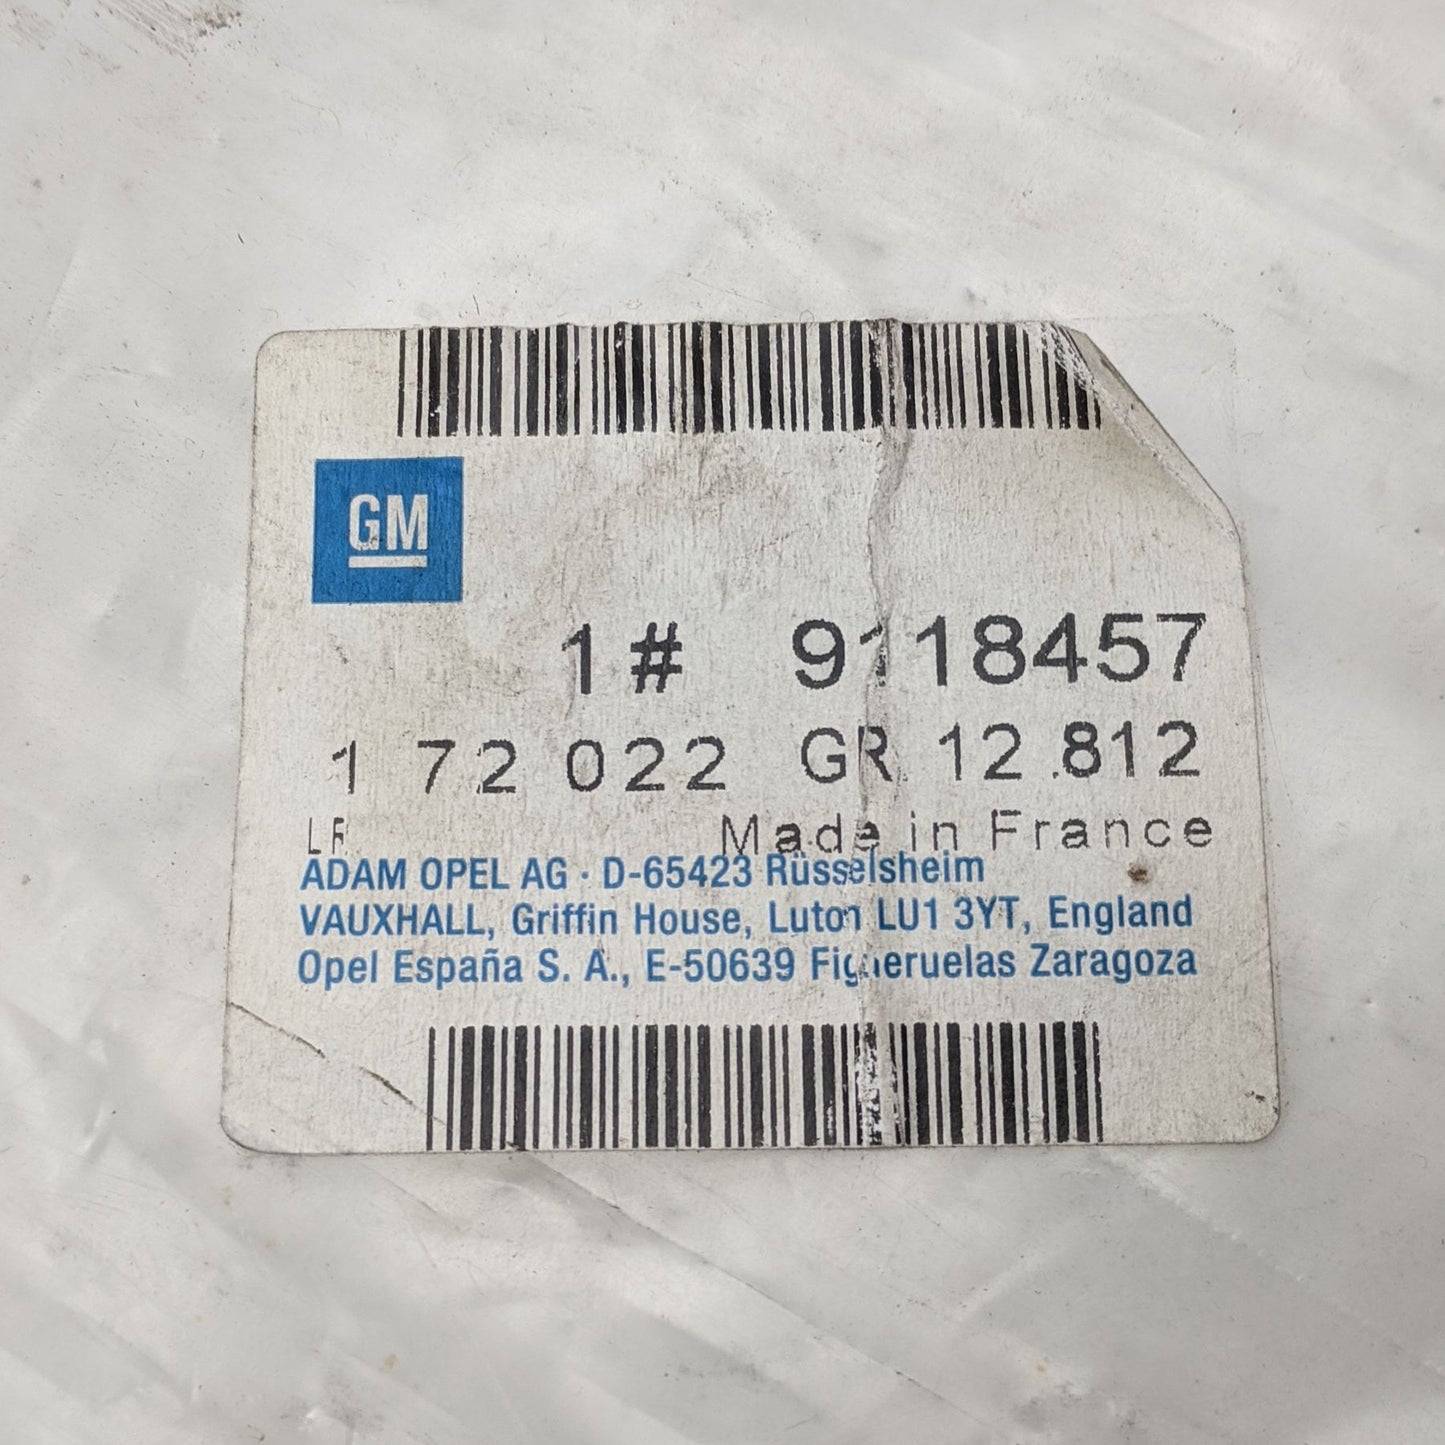 GM
1# 9118457
1 72 022 GR. 12.812
LR
Made in France
ADAM OPEL AG · D-65423 Rüsselsheim
VAUXHALL, Griffin House, Luton LU1 3YT, England
Opel España S. A., E-50639 Figueruelas Zaragoza